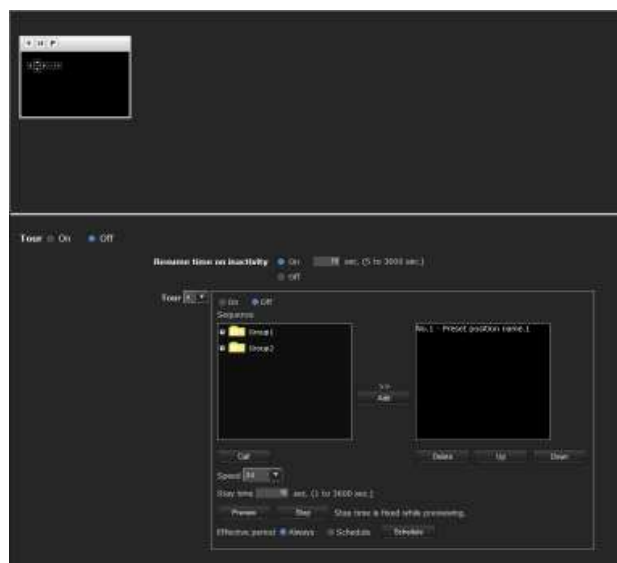 Tour On Off
Resume time on inactivity On sec. (5 to 3600 sec.)
Off
Tour
On Off
Sequence
Group1
Group2
No.1 - Preset position name.1
>>
Add
Call Delete Up Down
Speed
Stay time sec. (1 to 3600 sec.)
Preview Stop Stay time is fixed while previewing.
Effective period Always Schedule Schedule